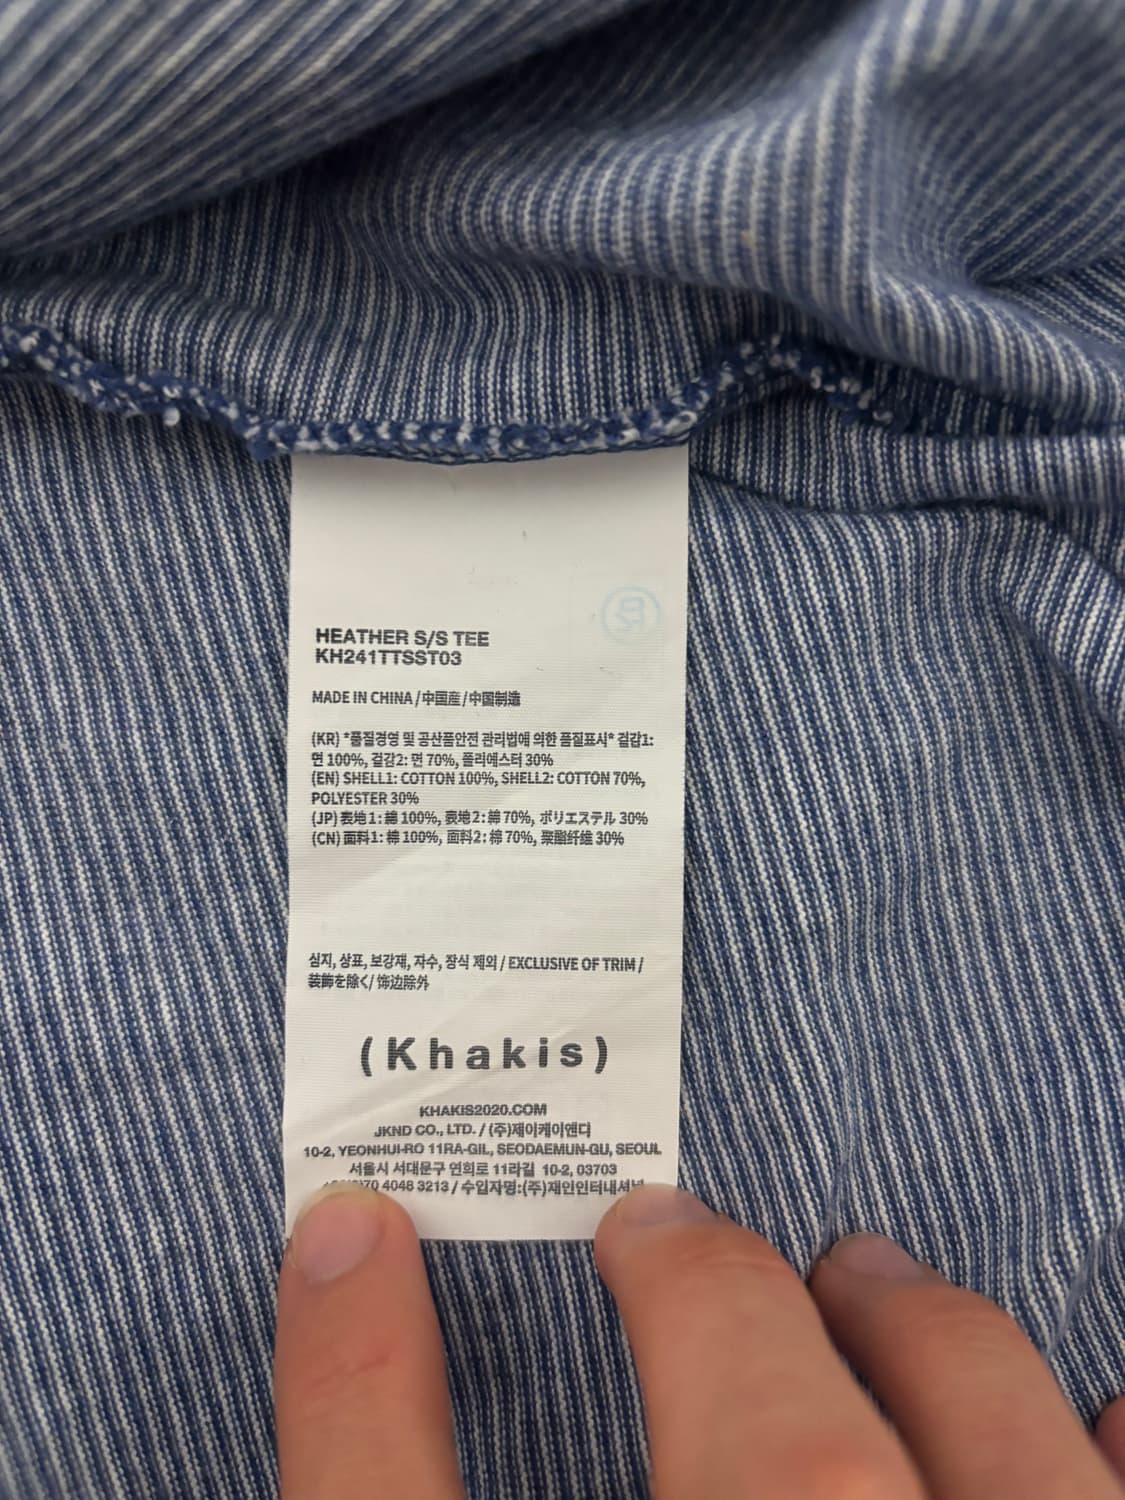 HEATHER S/S TEE
KH241TTSST03
MADE IN CHINA / 中国産 / 中国制造
(KR) *품질경영 및 공산품안전 관리법에 의한 품질표시* 겉감1:
면 100%, 겉감2: 면 70%, 폴리에스터 30%
(EN) SHELL1: COTTON 100%, SHELL2: COTTON 70%,
POLYESTER 30%
(JP) 表地1: 綿 100%, 表地2: 綿 70%, ポリエステル 30%
(CN) 面料1: 棉 100%, 面料2: 棉 70%, 聚酯纤维 30%
심지, 상표, 보강재, 자수, 장식 제외 / EXCLUSIVE OF TRIM /
装飾を除く/ 饰边除外
(Khakis)
KHAKIS2020.COM
JKND CO., LTD. / (주)제이케이앤디
10-2, YEONHUI-RO 11RA-GIL, SEODAEMUN-GU, SEOUL
서울시 서대문구 연희로 11라길 10-2, 03703
4048 3213 / 수입자명:(주)재인인터내셔널